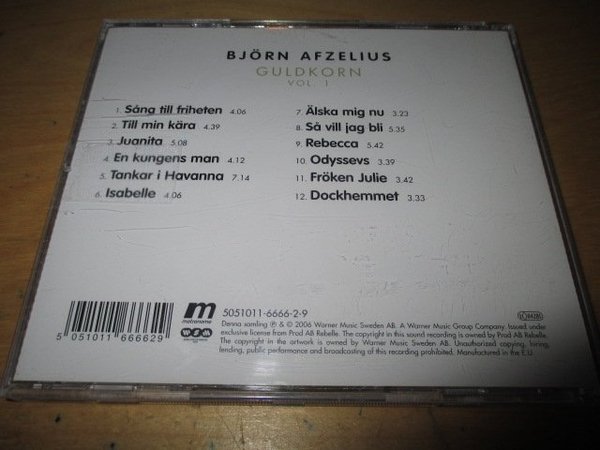 BJÖRN AFZELIUS
GULDKORN
VOL. 1
1. Sång till friheten 4.06
2. Till min kära 4.39
3. Juanita 5.08
4. En kungens man 4.12
5. Tankar i Havanna 7.14
6. Isabelle 4.06
7. Älska mig nu 3.23
8. Så vill jag bli 5.35
9. Rebecca 5.42
10. Odyssevs 3.39
11. Fröken Julie 3.42
12. Dockhemmet 3.33
5 051011 666629
metronome
5051011-6666-2-9
Denna samling ℗ & © 2006 Warner Music Sweden AB. A Warner Music Group Company. Issued under
exclusive license from Prod AB Rebelle. The copyright in this sound recording is owned by Prod AB Rebelle.
The copyright in the artwork is owned by Warner Music Sweden AB. Unauthorized copying, hiring,
lending, public performance and broadcasting of this recording prohibited. Manufactured in the E.U.